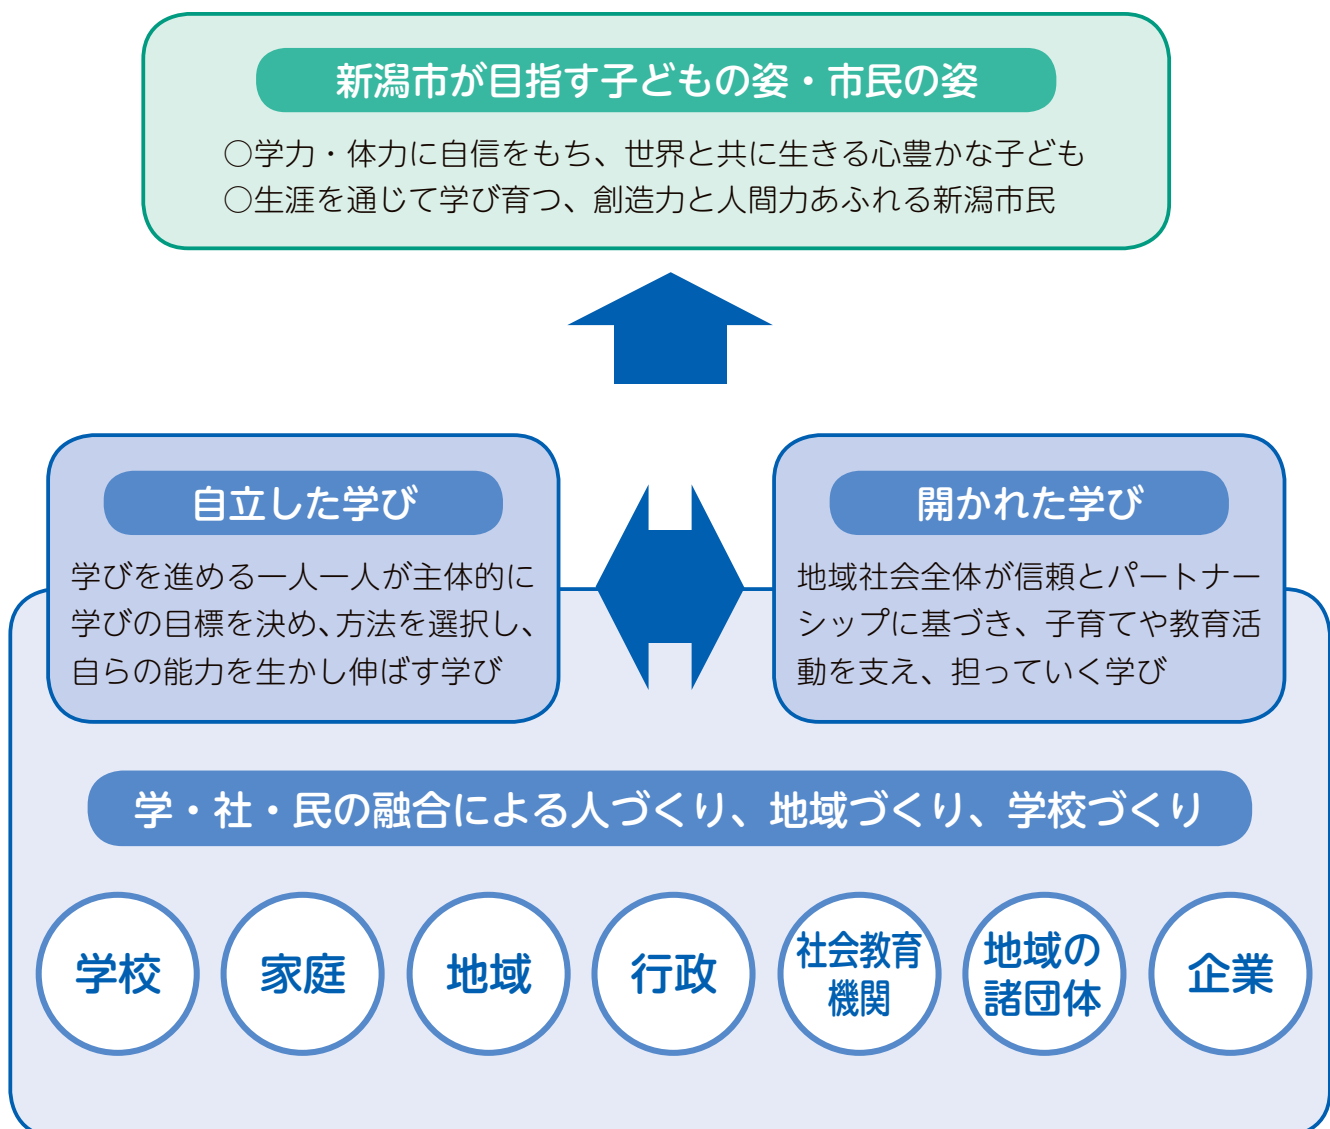 新潟市が目指す子どもの姿・市民の姿
○学力・体力に自信をもち、世界と共に生きる心豊かな子ども
○生涯を通じて学び育つ、創造力と人間力あふれる新潟市民
自立した学び
学びを進める一人一人が主体的に
学びの目標を決め、方法を選択し、
自らの能力を生かし伸ばす学び
開かれた学び
地域社会全体が信頼とパートナー
シップに基づき、子育てや教育活
動を支え、担っていく学び
学・社・民の融合による人づくり、地域づくり、学校づくり
学校
家庭
地域
行政
社会教育
機関
地域の
諸団体
企業